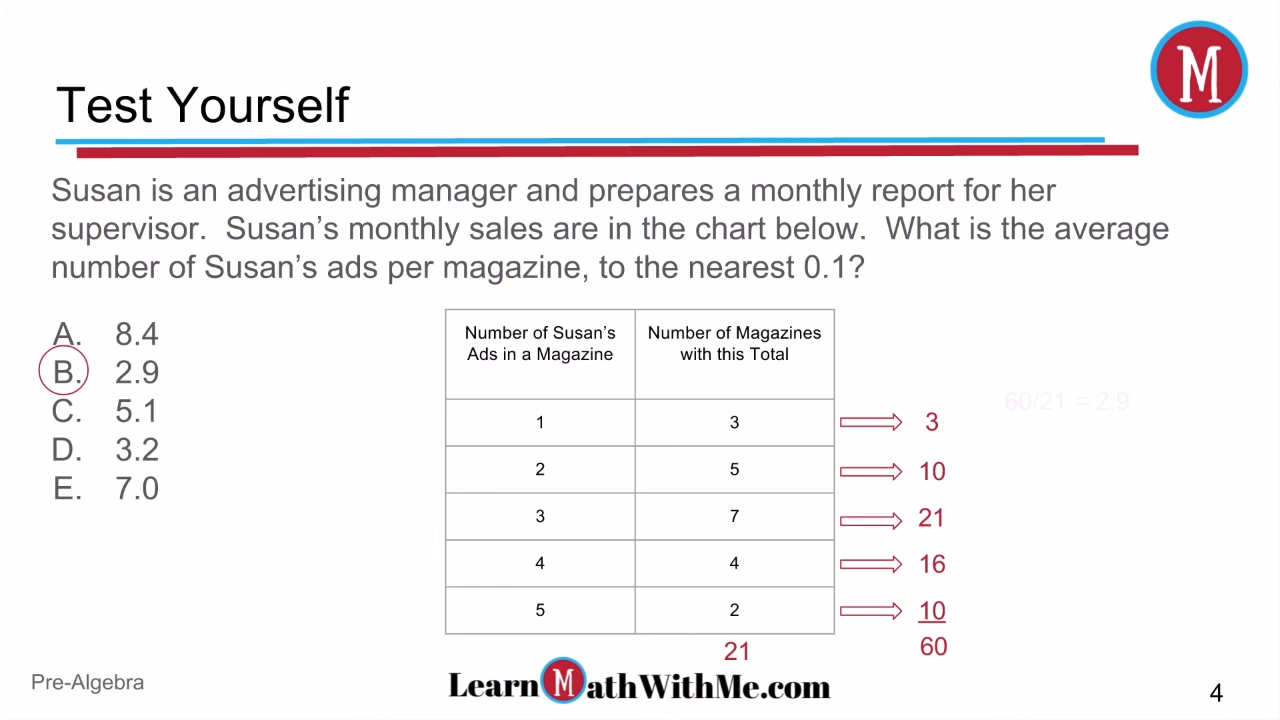 M
Test Yourself
Susan is an advertising manager and prepares a monthly report for her
supervisor.  Susan’s monthly sales are in the chart below.  What is the average
number of Susan’s ads per magazine, to the nearest 0.1?
A. 8.4
B. 2.9
C. 5.1
D. 3.2
E. 7.0
Number of Susan’s
Ads in a Magazine
Number of Magazines
with this Total
1 3 3
2 5 10
3 7 21
4 4 16
5 2 10
21 60
60/21 = 2.9
Pre-Algebra
LearnMathWithMe.com
4